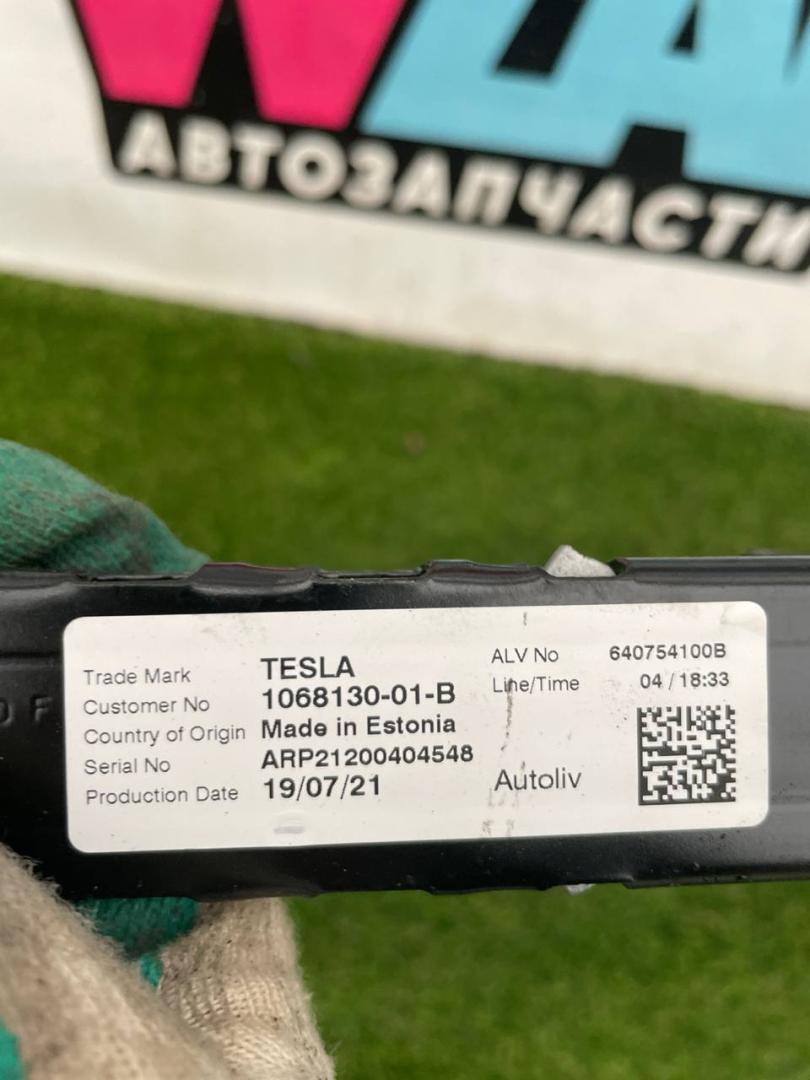 АВТОЗАПЧАСТИ
Trade Mark TESLA
Customer No 1068130-01-B
Country of Origin Made in Estonia
Serial No ARP21200404548
Production Date 19/07/21
ALV No 640754100B
Line/Time 04 / 18:33
Autoliv